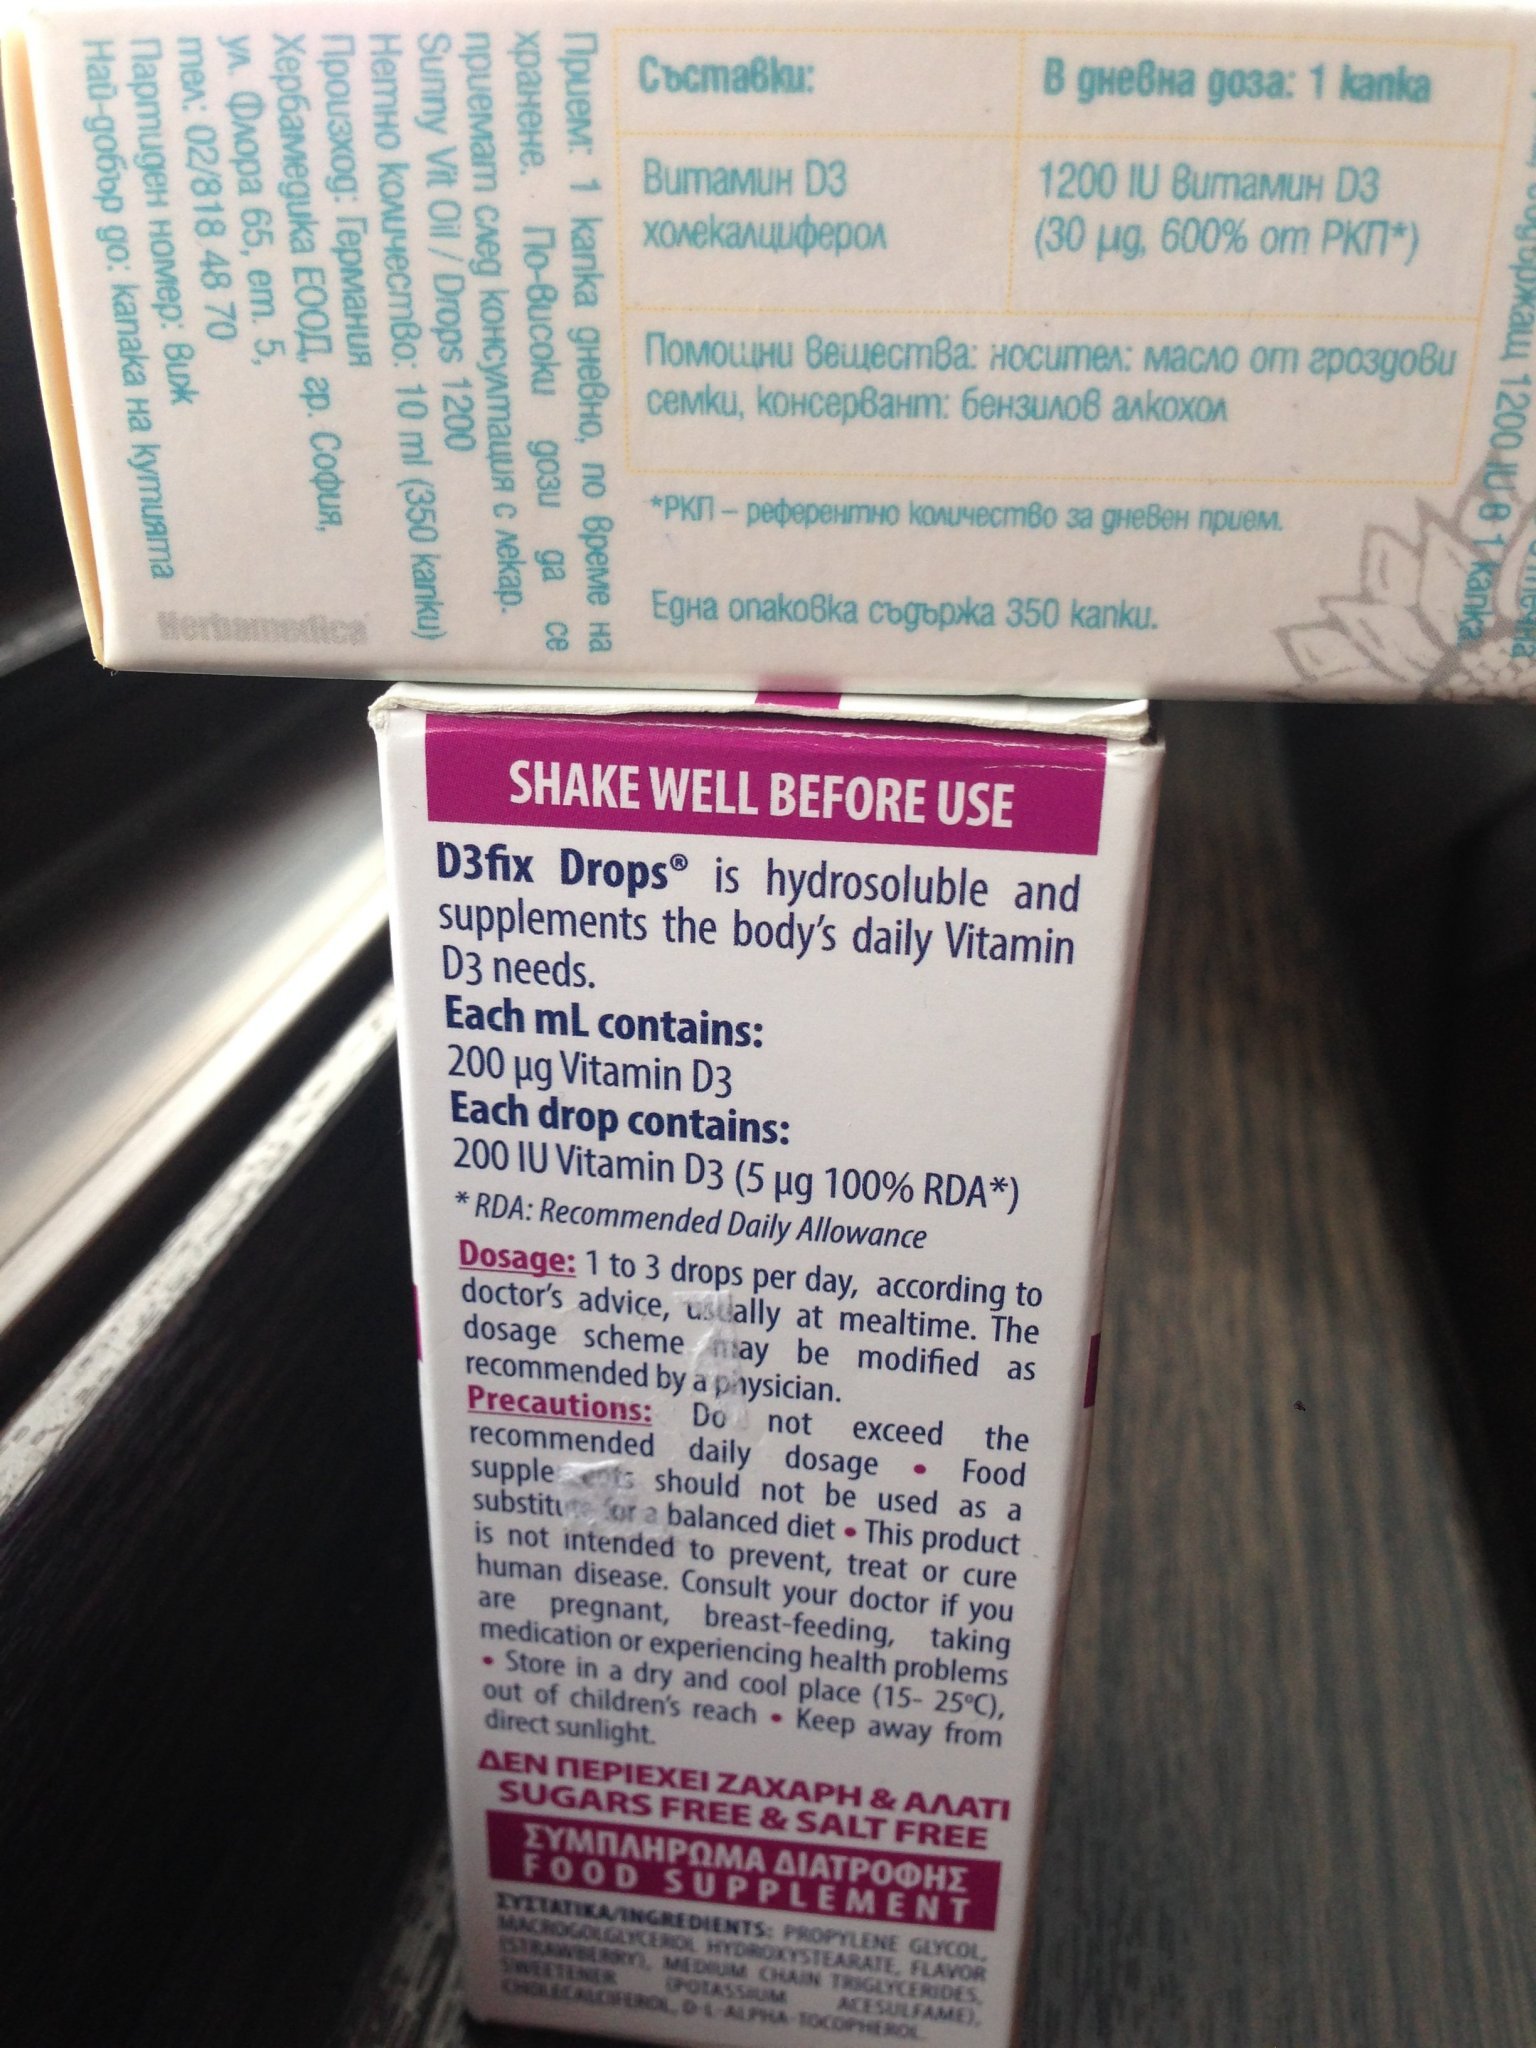 Съставки:
В дневна доза: 1 капка
Витамин D3
холекалциферол
1200 IU витамин D3
(30 µg, 600% от РКП*)
Помощни вещества: носител: масло от гроздови
семки, консервант: бензилов алкохол
*РКП – референтно количество за дневен прием.
Една опаковка съдържа 350 капки.
Прием: 1 капка дневно, по време на
хранене. По-високи дози да се
приемат след консултация с лекар.
Sunny Vit Oil / Drops 1200
Нетно количество: 10 ml (350 капки)
Произход: Германия
Хербамедика ЕООД, гр. София,
ул. Флора 65, ет. 5,
тел: 02/818 48 70
Партиден номер: виж
Най-добър до: капака на кутията
Herbamedica
1200 IU в 1 капка
SHAKE WELL BEFORE USE
D3fix Drops® is hydrosoluble and
supplements the body's daily Vitamin
D3 needs.
Each mL contains:
200 µg Vitamin D3
Each drop contains:
200 IU Vitamin D3 (5 µg 100% RDA*)
* RDA: Recommended Daily Allowance
Dosage: 1 to 3 drops per day, according to
doctor's advice, usually at mealtime. The
dosage scheme may be modified as
recommended by a physician.
Precautions: Do not exceed the
recommended daily dosage • Food
supplements should not be used as a
substitute for a balanced diet • This product
is not intended to prevent, treat or cure
human disease. Consult your doctor if you
are pregnant, breast-feeding, taking
medication or experiencing health problems
• Store in a dry and cool place (15- 25°C),
out of children's reach • Keep away from
direct sunlight.
ΔΕΝ ΠΕΡΙΕΧΕΙ ΖΑΧΑΡΗ & ΑΛΑΤΙ
SUGARS FREE & SALT FREE
ΣΥΜΠΛΗΡΩΜΑ ΔΙΑΤΡΟΦΗΣ
FOOD SUPPLEMENT
ΣΥΣΤΑΤΙΚΑ/INGREDIENTS: PROPYLENE GLYCOL,
MACROGOLGLYCEROL HYDROXYSTEARATE, FLAVOR
(STRAWBERRY), MEDIUM CHAIN TRIGLYCERIDES,
SWEETENER (POTASSIUM ACESULFAME),
CHOLECALCIFEROL, D-L-ALPHA-TOCOPHEROL